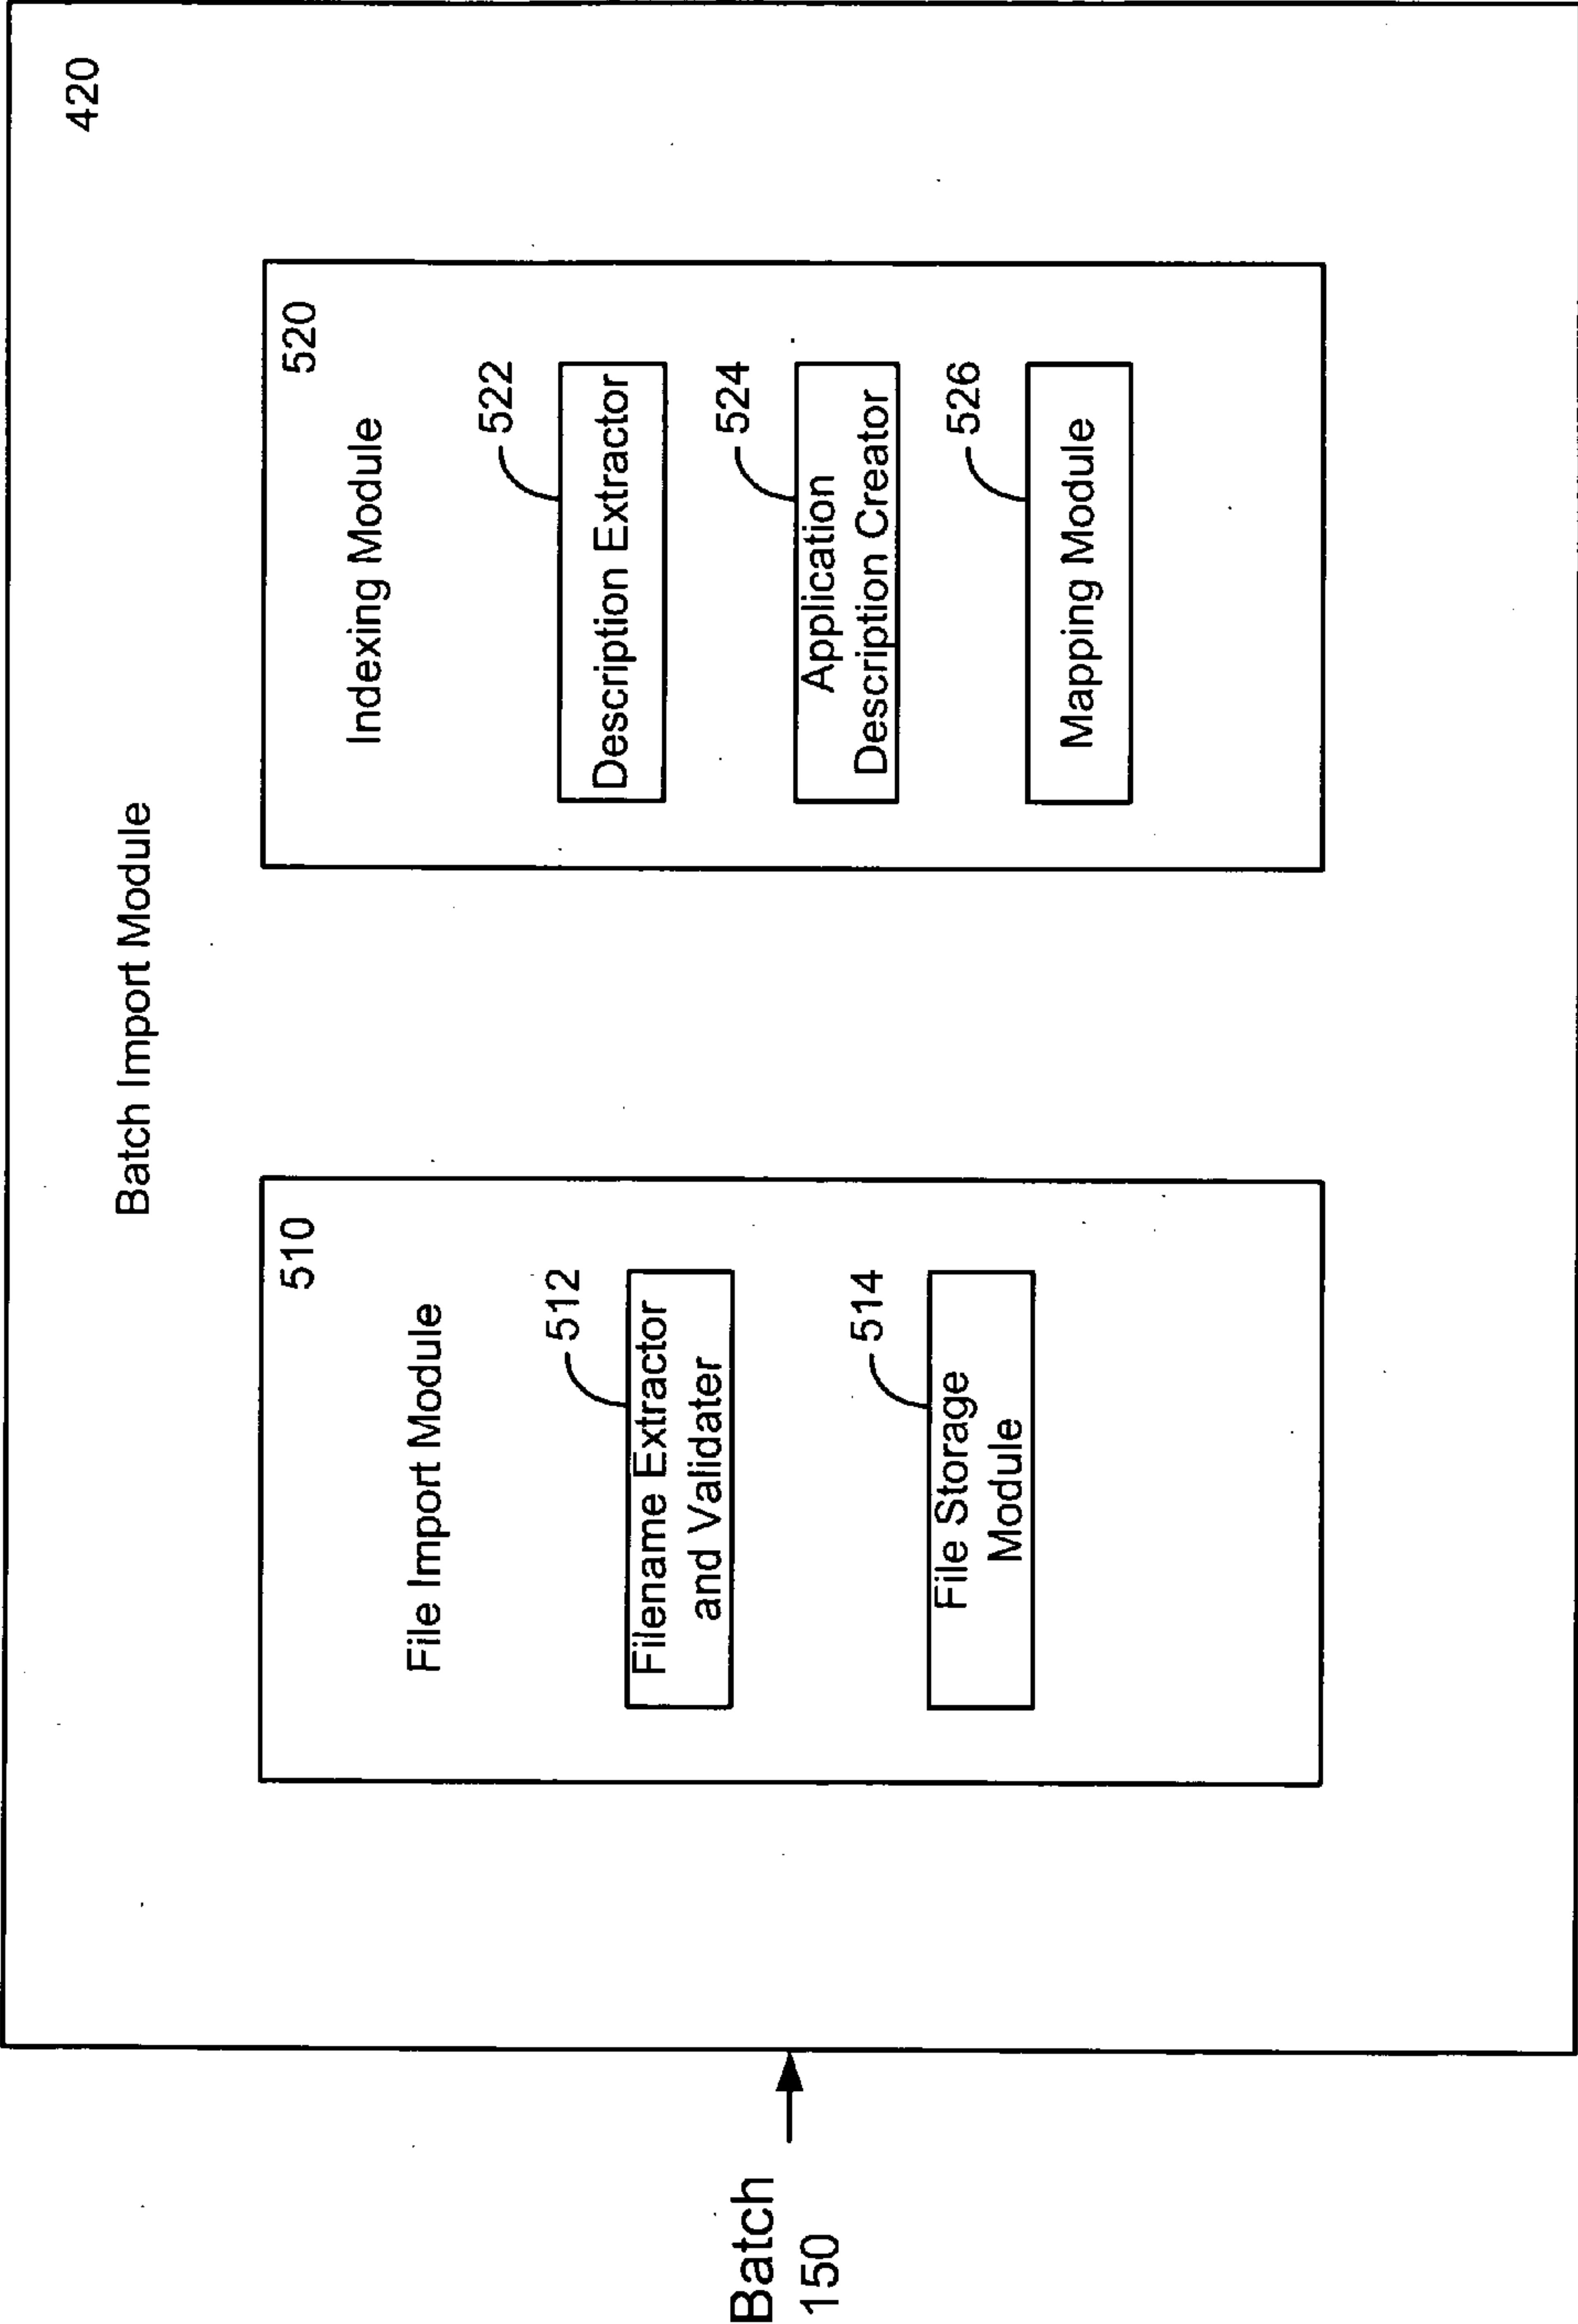 420
Batch Import Module
510
File Import Module
512
Filename Extractor
and Validater
514
File Storage
Module
520
Indexing Module
522
Description Extractor
524
Application
Description Creator
526
Mapping Module
Batch
150